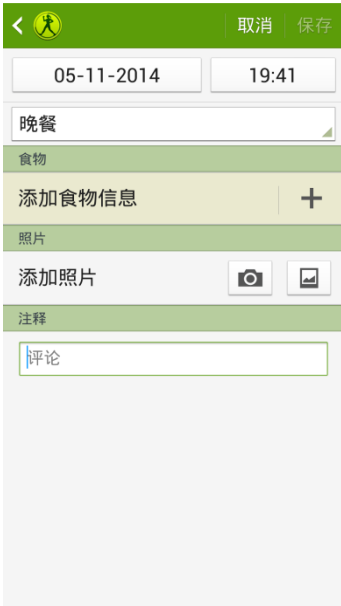 取消 保存
05-11-2014 19:41
晚餐
食物
添加食物信息
照片
添加照片
注释
评论